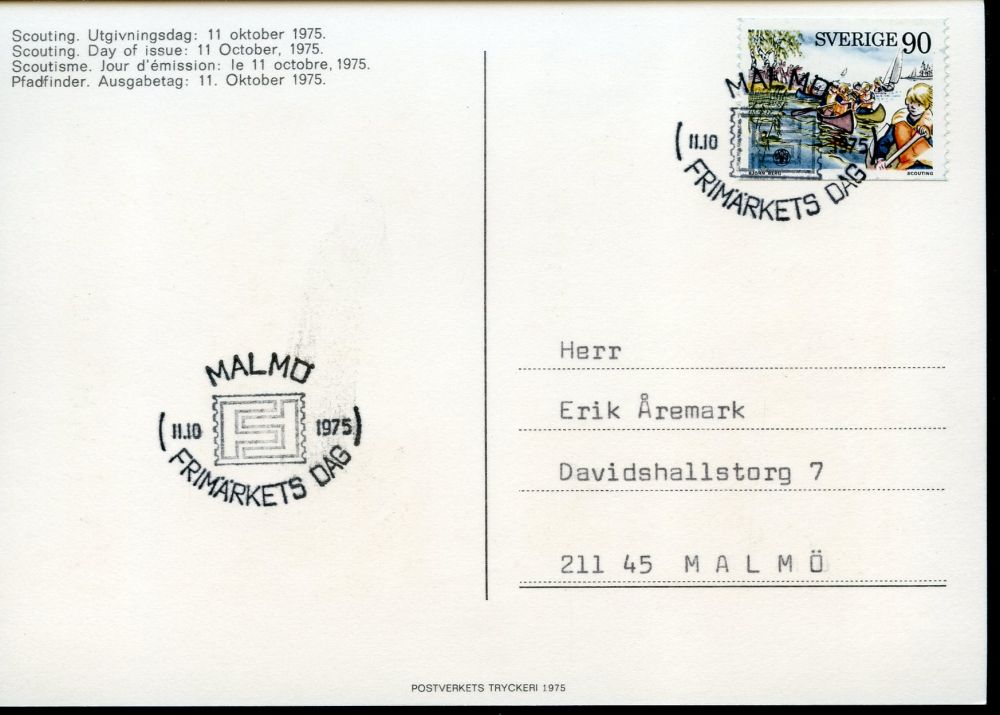 Scouting. Utgivningsdag: 11 oktober 1975.
Scouting. Day of issue: 11 October, 1975.
Scoutisme. Jour d'émission: le 11 octobre, 1975.
Pfadfinder. Ausgabetag: 11. Oktober 1975.
SVERIGE 90
BJÖRN BERG
SCOUTING
MALMÖ
11.10 1975
FRIMÄRKETS DAG
MALMÖ
11.10 1975
FRIMÄRKETS DAG
Herr
Erik Åremark
Davidshallstorg 7
211 45 M A L M Ö
POSTVERKETS TRYCKERI 1975